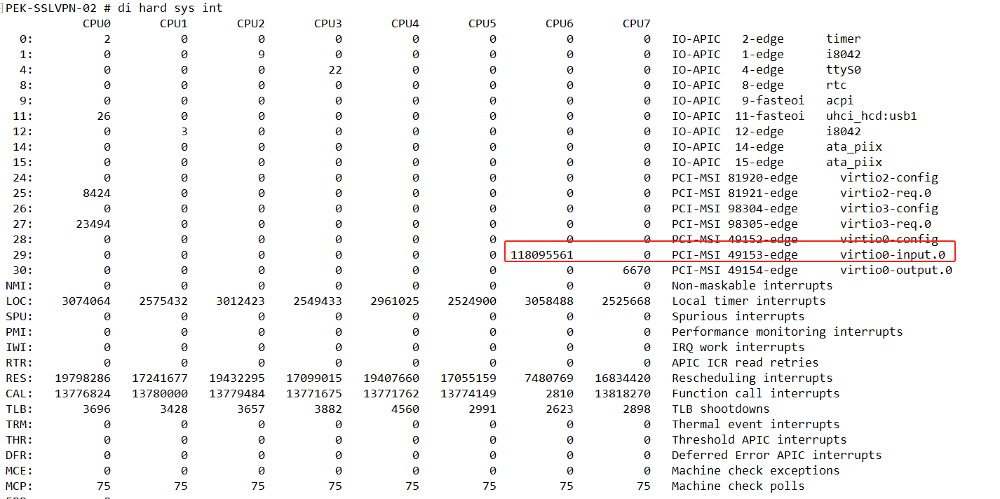 PEK-SSLVPN-02 # di hard sys int
CPU0 CPU1 CPU2 CPU3 CPU4 CPU5 CPU6 CPU7
0: 2 0 0 0 0 0 0 0 IO-APIC 2-edge timer
1: 0 0 9 0 0 0 0 0 IO-APIC 1-edge i8042
4: 0 0 0 22 0 0 0 0 IO-APIC 4-edge ttyS0
8: 0 0 0 0 0 0 0 0 IO-APIC 8-edge rtc
9: 0 0 0 0 0 0 0 0 IO-APIC 9-fasteoi acpi
11: 26 0 0 0 0 0 0 0 IO-APIC 11-fasteoi uhci_hcd:usb1
12: 0 3 0 0 0 0 0 0 IO-APIC 12-edge i8042
14: 0 0 0 0 0 0 0 0 IO-APIC 14-edge ata_piix
15: 0 0 0 0 0 0 0 0 IO-APIC 15-edge ata_piix
24: 0 0 0 0 0 0 0 0 PCI-MSI 81920-edge virtio2-config
25: 8424 0 0 0 0 0 0 0 PCI-MSI 81921-edge virtio2-req.0
26: 0 0 0 0 0 0 0 0 PCI-MSI 98304-edge virtio3-config
27: 23494 0 0 0 0 0 0 0 PCI-MSI 98305-edge virtio3-req.0
28: 0 0 0 0 0 0 0 0 PCI-MSI 49152-edge virtio0-config
29: 0 0 0 0 0 0 118095561 0 PCI-MSI 49153-edge virtio0-input.0
30: 0 0 0 0 0 0 0 6670 PCI-MSI 49154-edge virtio0-output.0
NMI: 0 0 0 0 0 0 0 0 Non-maskable interrupts
LOC: 3074064 2575432 3012423 2549433 2961025 2524900 3058488 2525668 Local timer interrupts
SPU: 0 0 0 0 0 0 0 0 Spurious interrupts
PMI: 0 0 0 0 0 0 0 0 Performance monitoring interrupts
IWI: 0 0 0 0 0 0 0 0 IRQ work interrupts
RTR: 0 0 0 0 0 0 0 0 APIC ICR read retries
RES: 19798286 17241677 19432295 17099015 19407660 17055159 7480769 16834420 Rescheduling interrupts
CAL: 13776824 13780000 13779484 13771675 13771762 13774149 2810 13818270 Function call interrupts
TLB: 3696 3428 3657 3882 4560 2991 2623 2898 TLB shootdowns
TRM: 0 0 0 0 0 0 0 0 Thermal event interrupts
THR: 0 0 0 0 0 0 0 0 Threshold APIC interrupts
DFR: 0 0 0 0 0 0 0 0 Deferred Error APIC interrupts
MCE: 0 0 0 0 0 0 0 0 Machine check exceptions
MCP: 75 75 75 75 75 75 75 75 Machine check polls